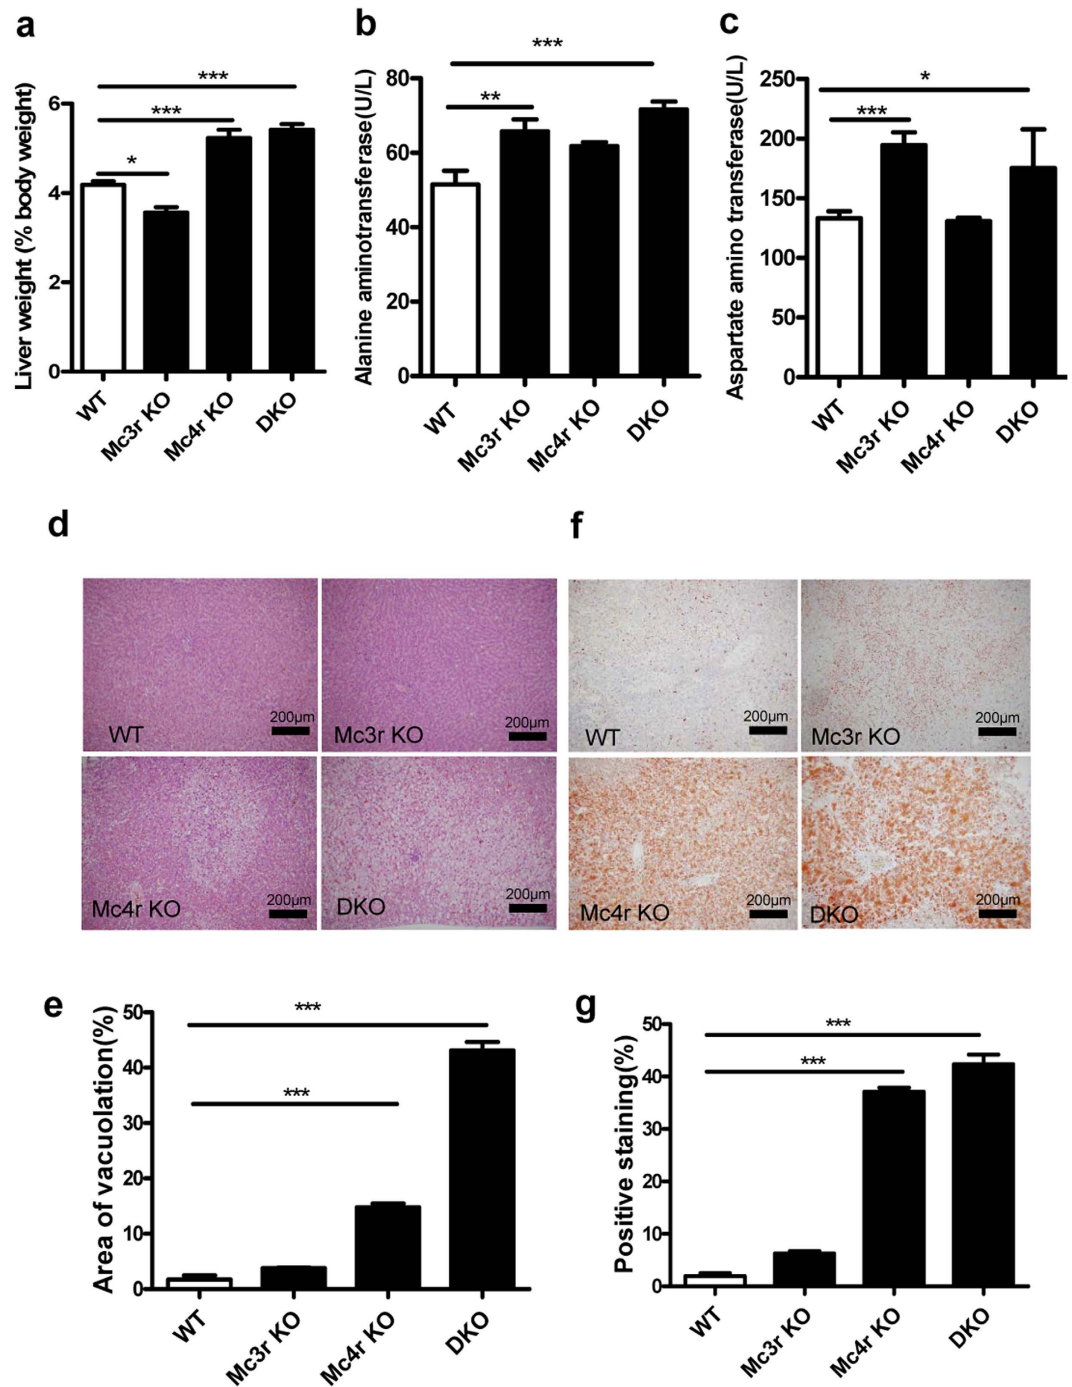 a
Liver weight (% body weight)
6
4
2
0
***
***
*
WT
Mc3r KO
Mc4r KO
DKO
b
Alanine aminotransferase(U/L)
80
60
40
20
0
***
**
WT
Mc3r KO
Mc4r KO
DKO
c
Aspartate amino transferase(U/L)
250
200
150
100
50
0
*
***
WT
Mc3r KO
Mc4r KO
DKO
d
WT
200µm
Mc3r KO
200µm
Mc4r KO
200µm
DKO
200µm
f
WT
200µm
Mc3r KO
200µm
Mc4r KO
200µm
DKO
200µm
e
Area of vacuolation(%)
50
40
30
20
10
0
***
***
WT
Mc3r KO
Mc4r KO
DKO
g
Positive staining(%)
50
40
30
20
10
0
***
***
WT
Mc3r KO
Mc4r KO
DKO